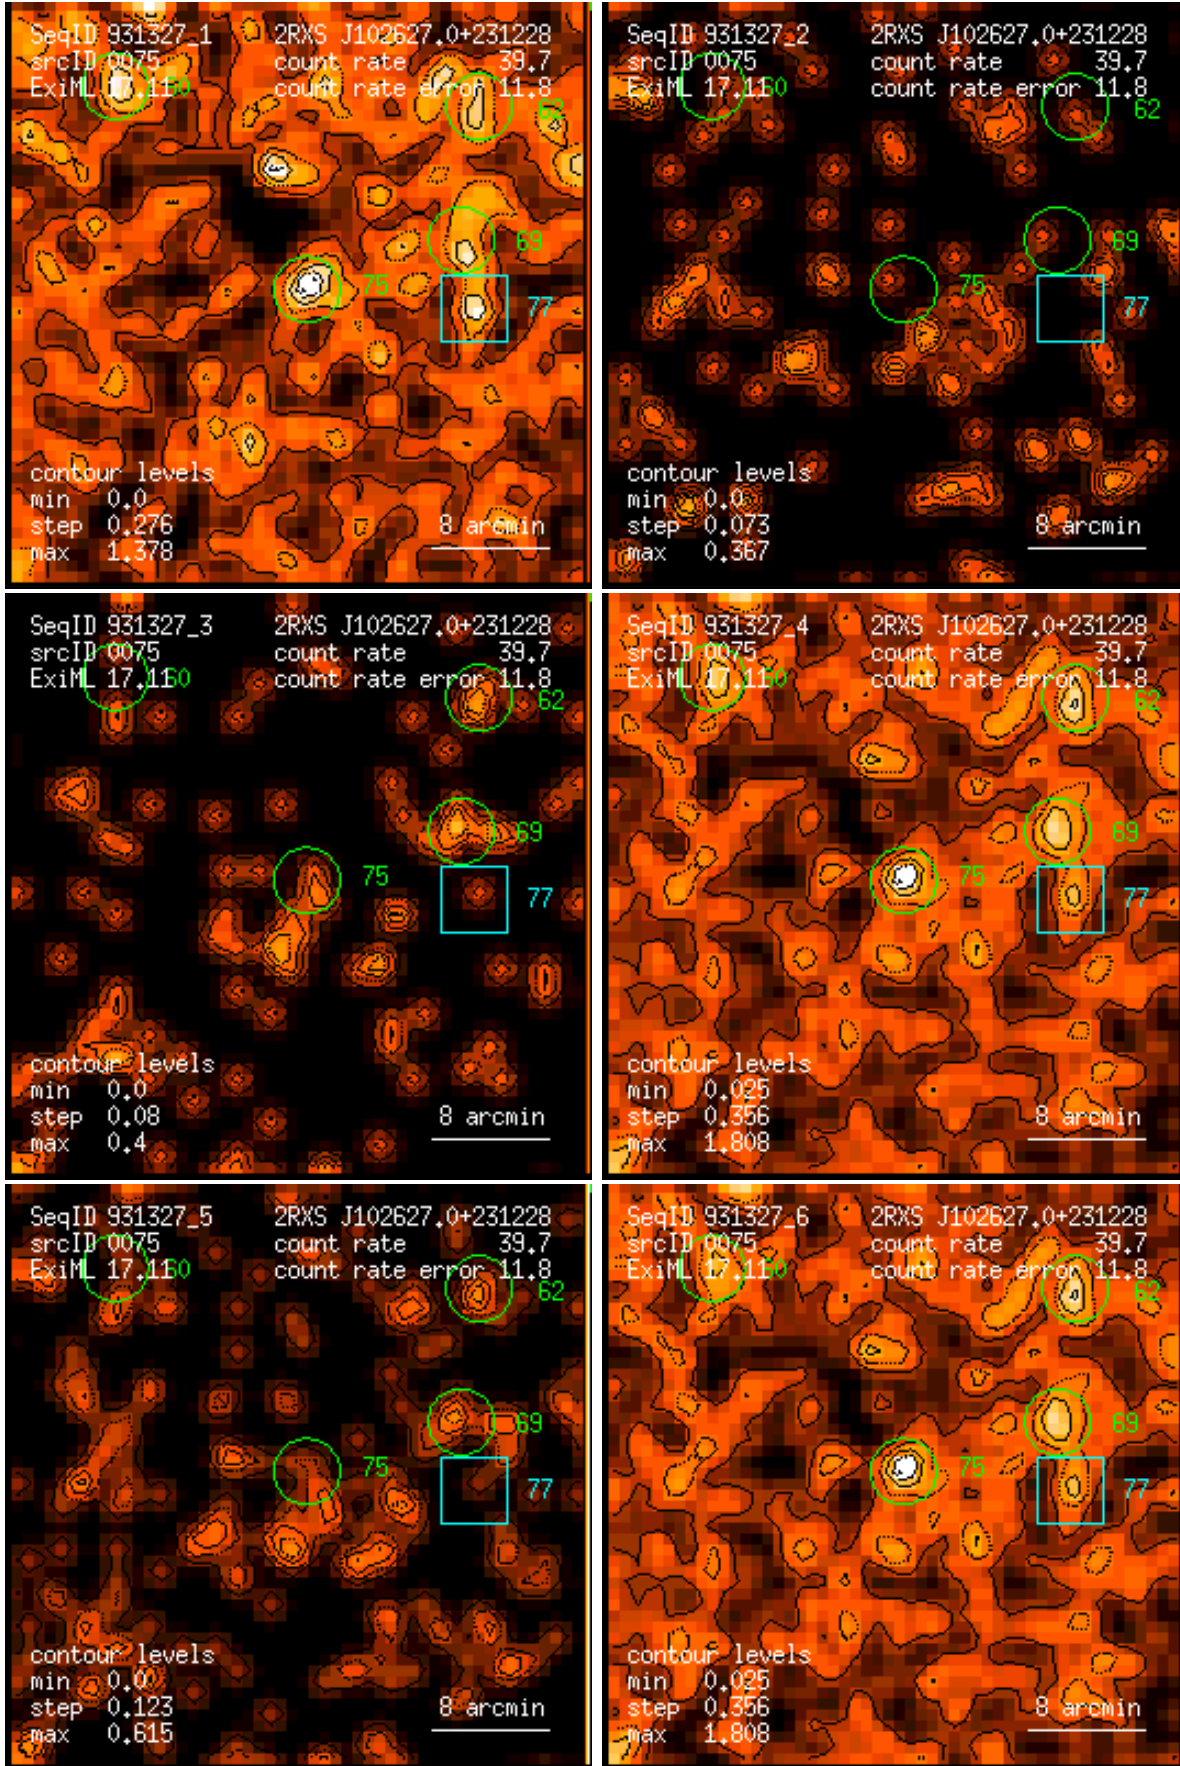 SeqID 931327_1 2RXS J102627.0+231228
srcID 0075 count rate 39.7
ExiML 17.11 60 count rate error 11.8
62
69
75
77
contour levels
min 0.0
step 0.276
max 1.378
8 arcmin
SeqID 931327_2 2RXS J102627.0+231228
srcID 0075 count rate 39.7
ExiML 17.11 60 count rate error 11.8
62
69
75
77
contour levels
min 0.0
step 0.073
max 0.367
8 arcmin
SeqID 931327_3 2RXS J102627.0+231228
srcID 0075 count rate 39.7
ExiML 17.11 60 count rate error 11.8
62
69
75
77
contour levels
min 0.0
step 0.08
max 0.4
8 arcmin
SeqID 931327_4 2RXS J102627.0+231228
srcID 0075 count rate 39.7
ExiML 17.11 60 count rate error 11.8
62
69
75
77
contour levels
min 0.025
step 0.356
max 1.808
8 arcmin
SeqID 931327_5 2RXS J102627.0+231228
srcID 0075 count rate 39.7
ExiML 17.11 60 count rate error 11.8
62
69
75
77
contour levels
min 0.0
step 0.123
max 0.615
8 arcmin
SeqID 931327_6 2RXS J102627.0+231228
srcID 0075 count rate 39.7
ExiML 17.11 60 count rate error 11.8
62
69
75
77
contour levels
min 0.025
step 0.356
max 1.808
8 arcmin